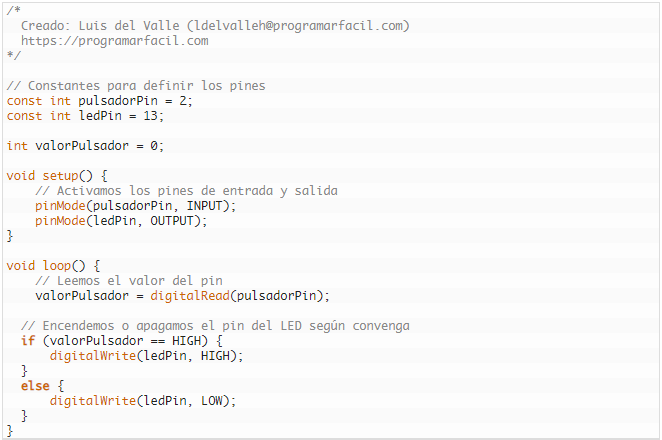 /*
  Creado: Luis del Valle (ldelvalleh@programarfacil.com)
  https://programarfacil.com
*/

// Constantes para definir los pines
const int pulsadorPin = 2;
const int ledPin = 13;

int valorPulsador = 0;

void setup() {
    // Activamos los pines de entrada y salida
    pinMode(pulsadorPin, INPUT);
    pinMode(ledPin, OUTPUT);
}

void loop() {
    // Leemos el valor del pin
    valorPulsador = digitalRead(pulsadorPin);

  // Encendemos o apagamos el pin del LED según convenga
  if (valorPulsador == HIGH) {
      digitalWrite(ledPin, HIGH);
  }
  else {
      digitalWrite(ledPin, LOW);
  }
}